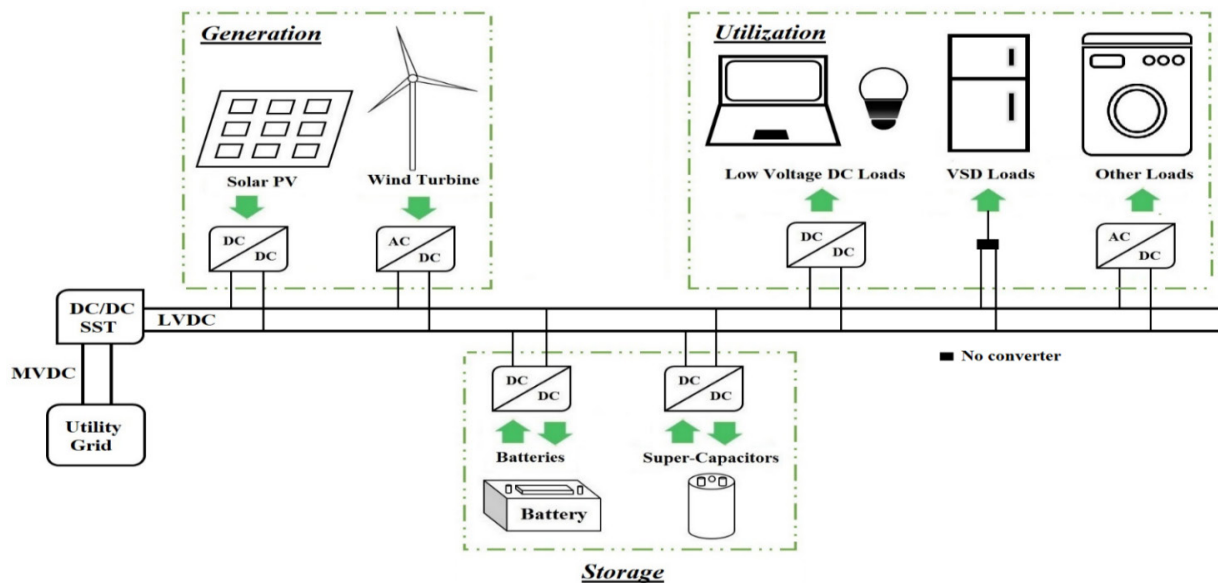 Generation
Solar PV
Wind Turbine
DC
DC
AC
DC
Utilization
Low Voltage DC Loads
VSD Loads
Other Loads
DC
DC
AC
DC
DC/DC
SST
LVDC
MVDC
Utility
Grid
No converter
DC
DC
DC
DC
Batteries
Super-Capacitors
Battery
Storage